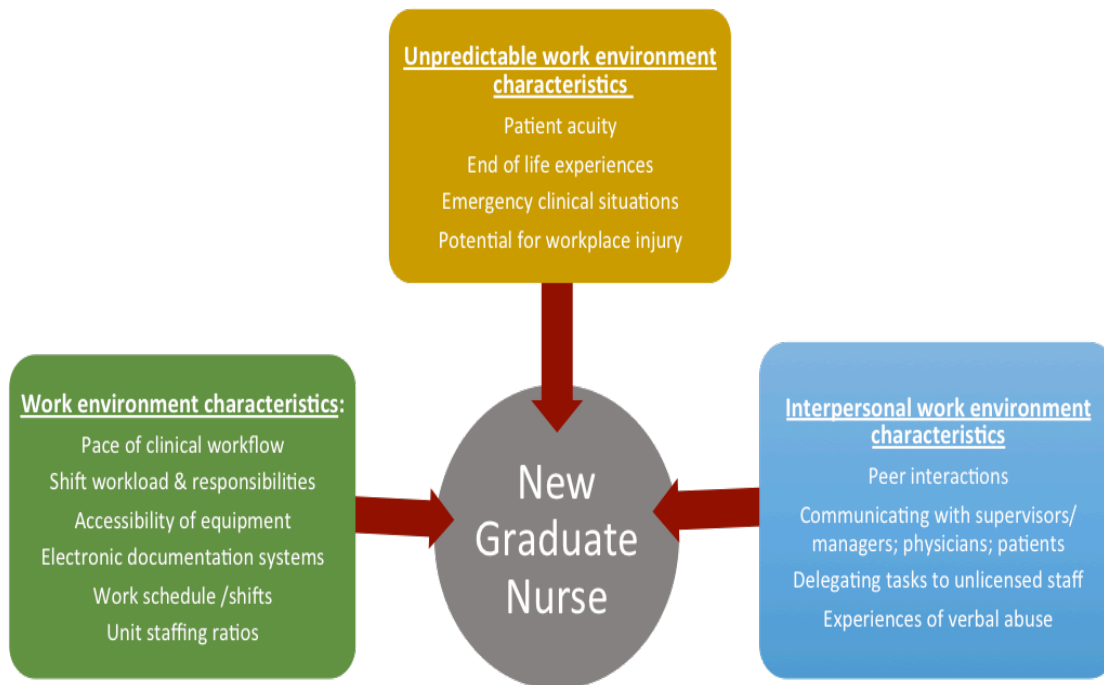 Unpredictable work environment
characteristics
Patient acuity
End of life experiences
Emergency clinical situations
Potential for workplace injury
Work environment characteristics:
Pace of clinical workflow
Shift workload & responsibilities
Accessibility of equipment
Electronic documentation systems
Work schedule /shifts
Unit staffing ratios
New
Graduate
Nurse
Interpersonal work environment
characteristics
Peer interactions
Communicating with supervisors/
managers; physicians; patients
Delegating tasks to unlicensed staff
Experiences of verbal abuse